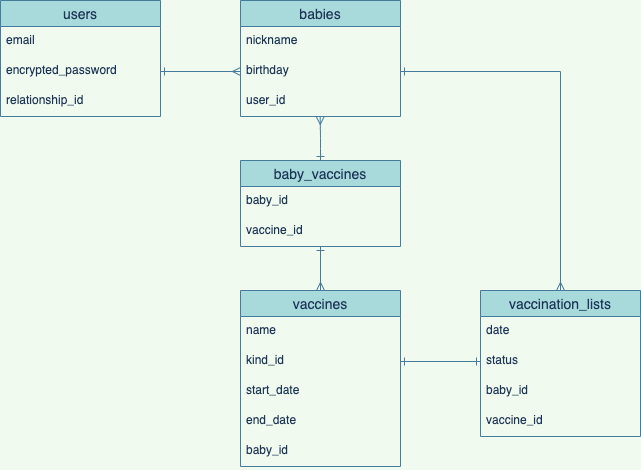 users
email
encrypted_password
relationship_id
babies
nickname
birthday
user_id
baby_vaccines
baby_id
vaccine_id
vaccines
name
kind_id
start_date
end_date
baby_id
vaccination_lists
date
status
baby_id
vaccine_id